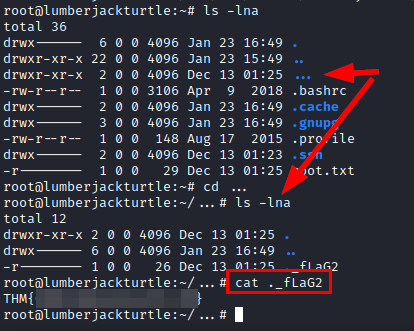 root@lumberjackturtle:~# ls -lna
total 36
drwx------ 6 0 0 4096 Jan 23 16:49 .
drwxr-xr-x 22 0 0 4096 Jan 23 15:49 ..
drwxr-xr-x 2 0 0 4096 Dec 13 01:25 ...
-rw-r--r-- 1 0 0 3106 Apr 9 2018 .bashrc
drwx------ 2 0 0 4096 Jan 23 16:49 .cache
drwx------ 3 0 0 4096 Jan 23 16:49 .gnupg
-rw-r--r-- 1 0 0 148 Aug 17 2015 .profile
drwx------ 2 0 0 4096 Dec 13 01:23 .ssh
-r-------- 1 0 0 29 Dec 13 01:25 root.txt
root@lumberjackturtle:~# cd ...
root@lumberjackturtle:~/...# ls -lna
total 12
drwxr-xr-x 2 0 0 4096 Dec 13 01:25 .
drwx------ 6 0 0 4096 Jan 23 16:49 ..
-r-------- 1 0 0 26 Dec 13 01:25 ._fLaG2
root@lumberjackturtle:~/...# cat ._fLaG2
THM{ }
root@lumberjackturtle:~/...#